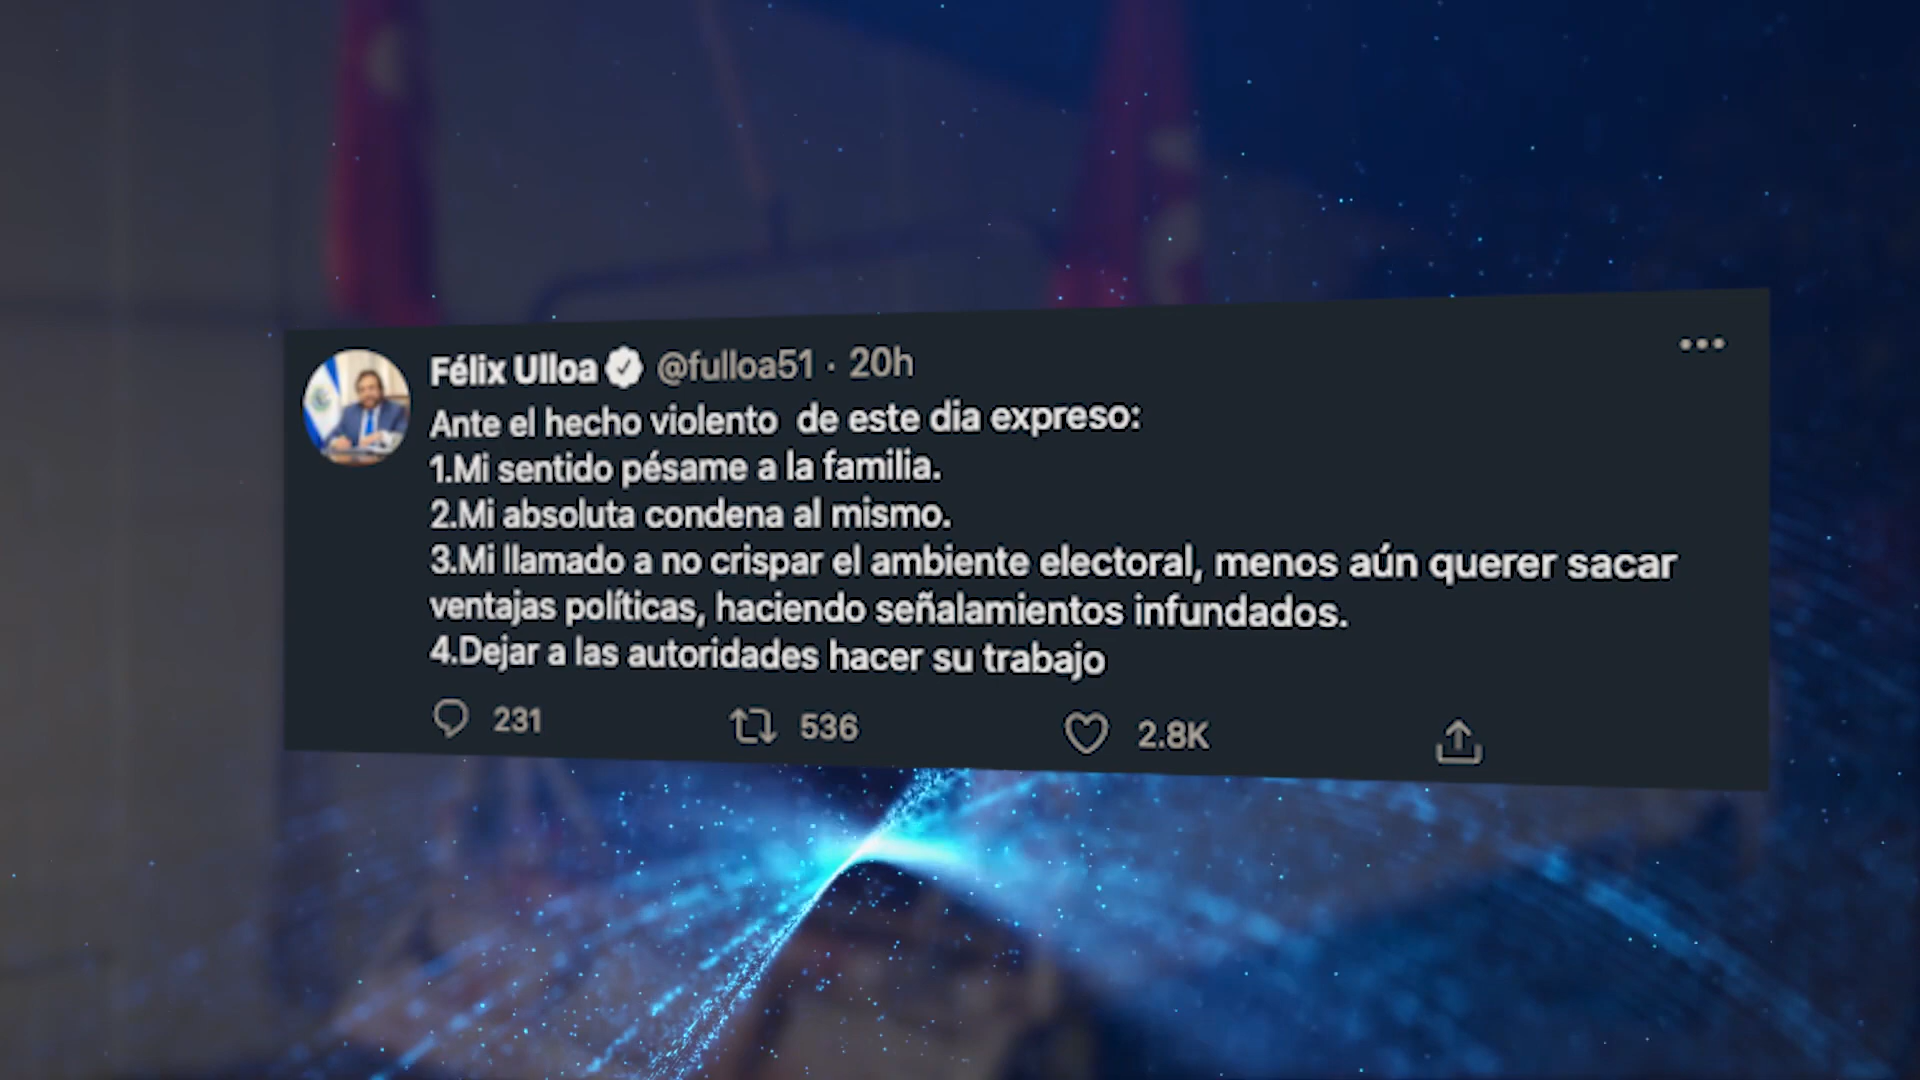 Félix Ulloa @fulloa51 · 20h
Ante el hecho violento de este dia expreso:
1.Mi sentido pésame a la familia.
2.Mi absoluta condena al mismo.
3.Mi llamado a no crispar el ambiente electoral, menos aún querer sacar
ventajas políticas, haciendo señalamientos infundados.
4.Dejar a las autoridades hacer su trabajo
231 536 2.8K